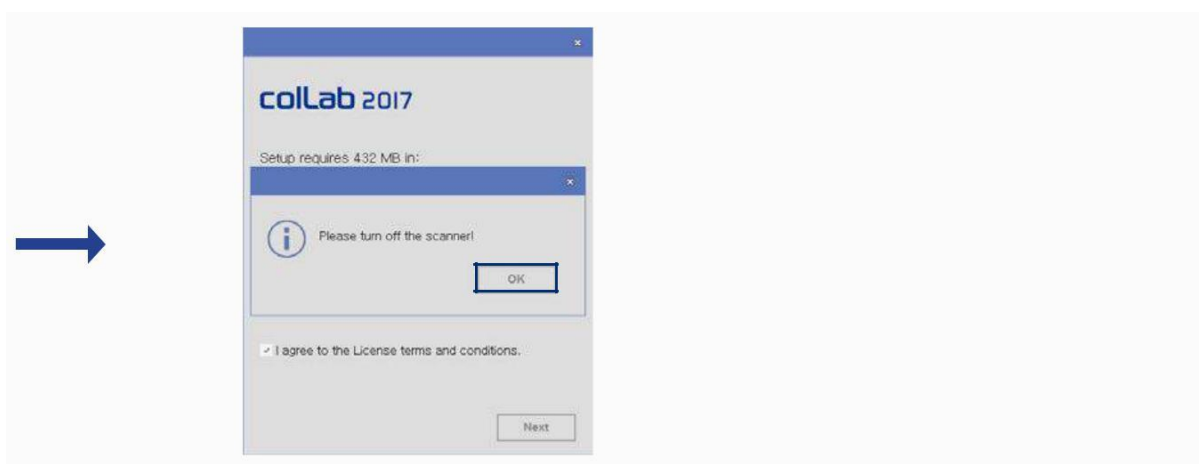 colLab 2017
Setup requires 432 MB in:
Please turn off the scanner!
OK
I agree to the License terms and conditions.
Next